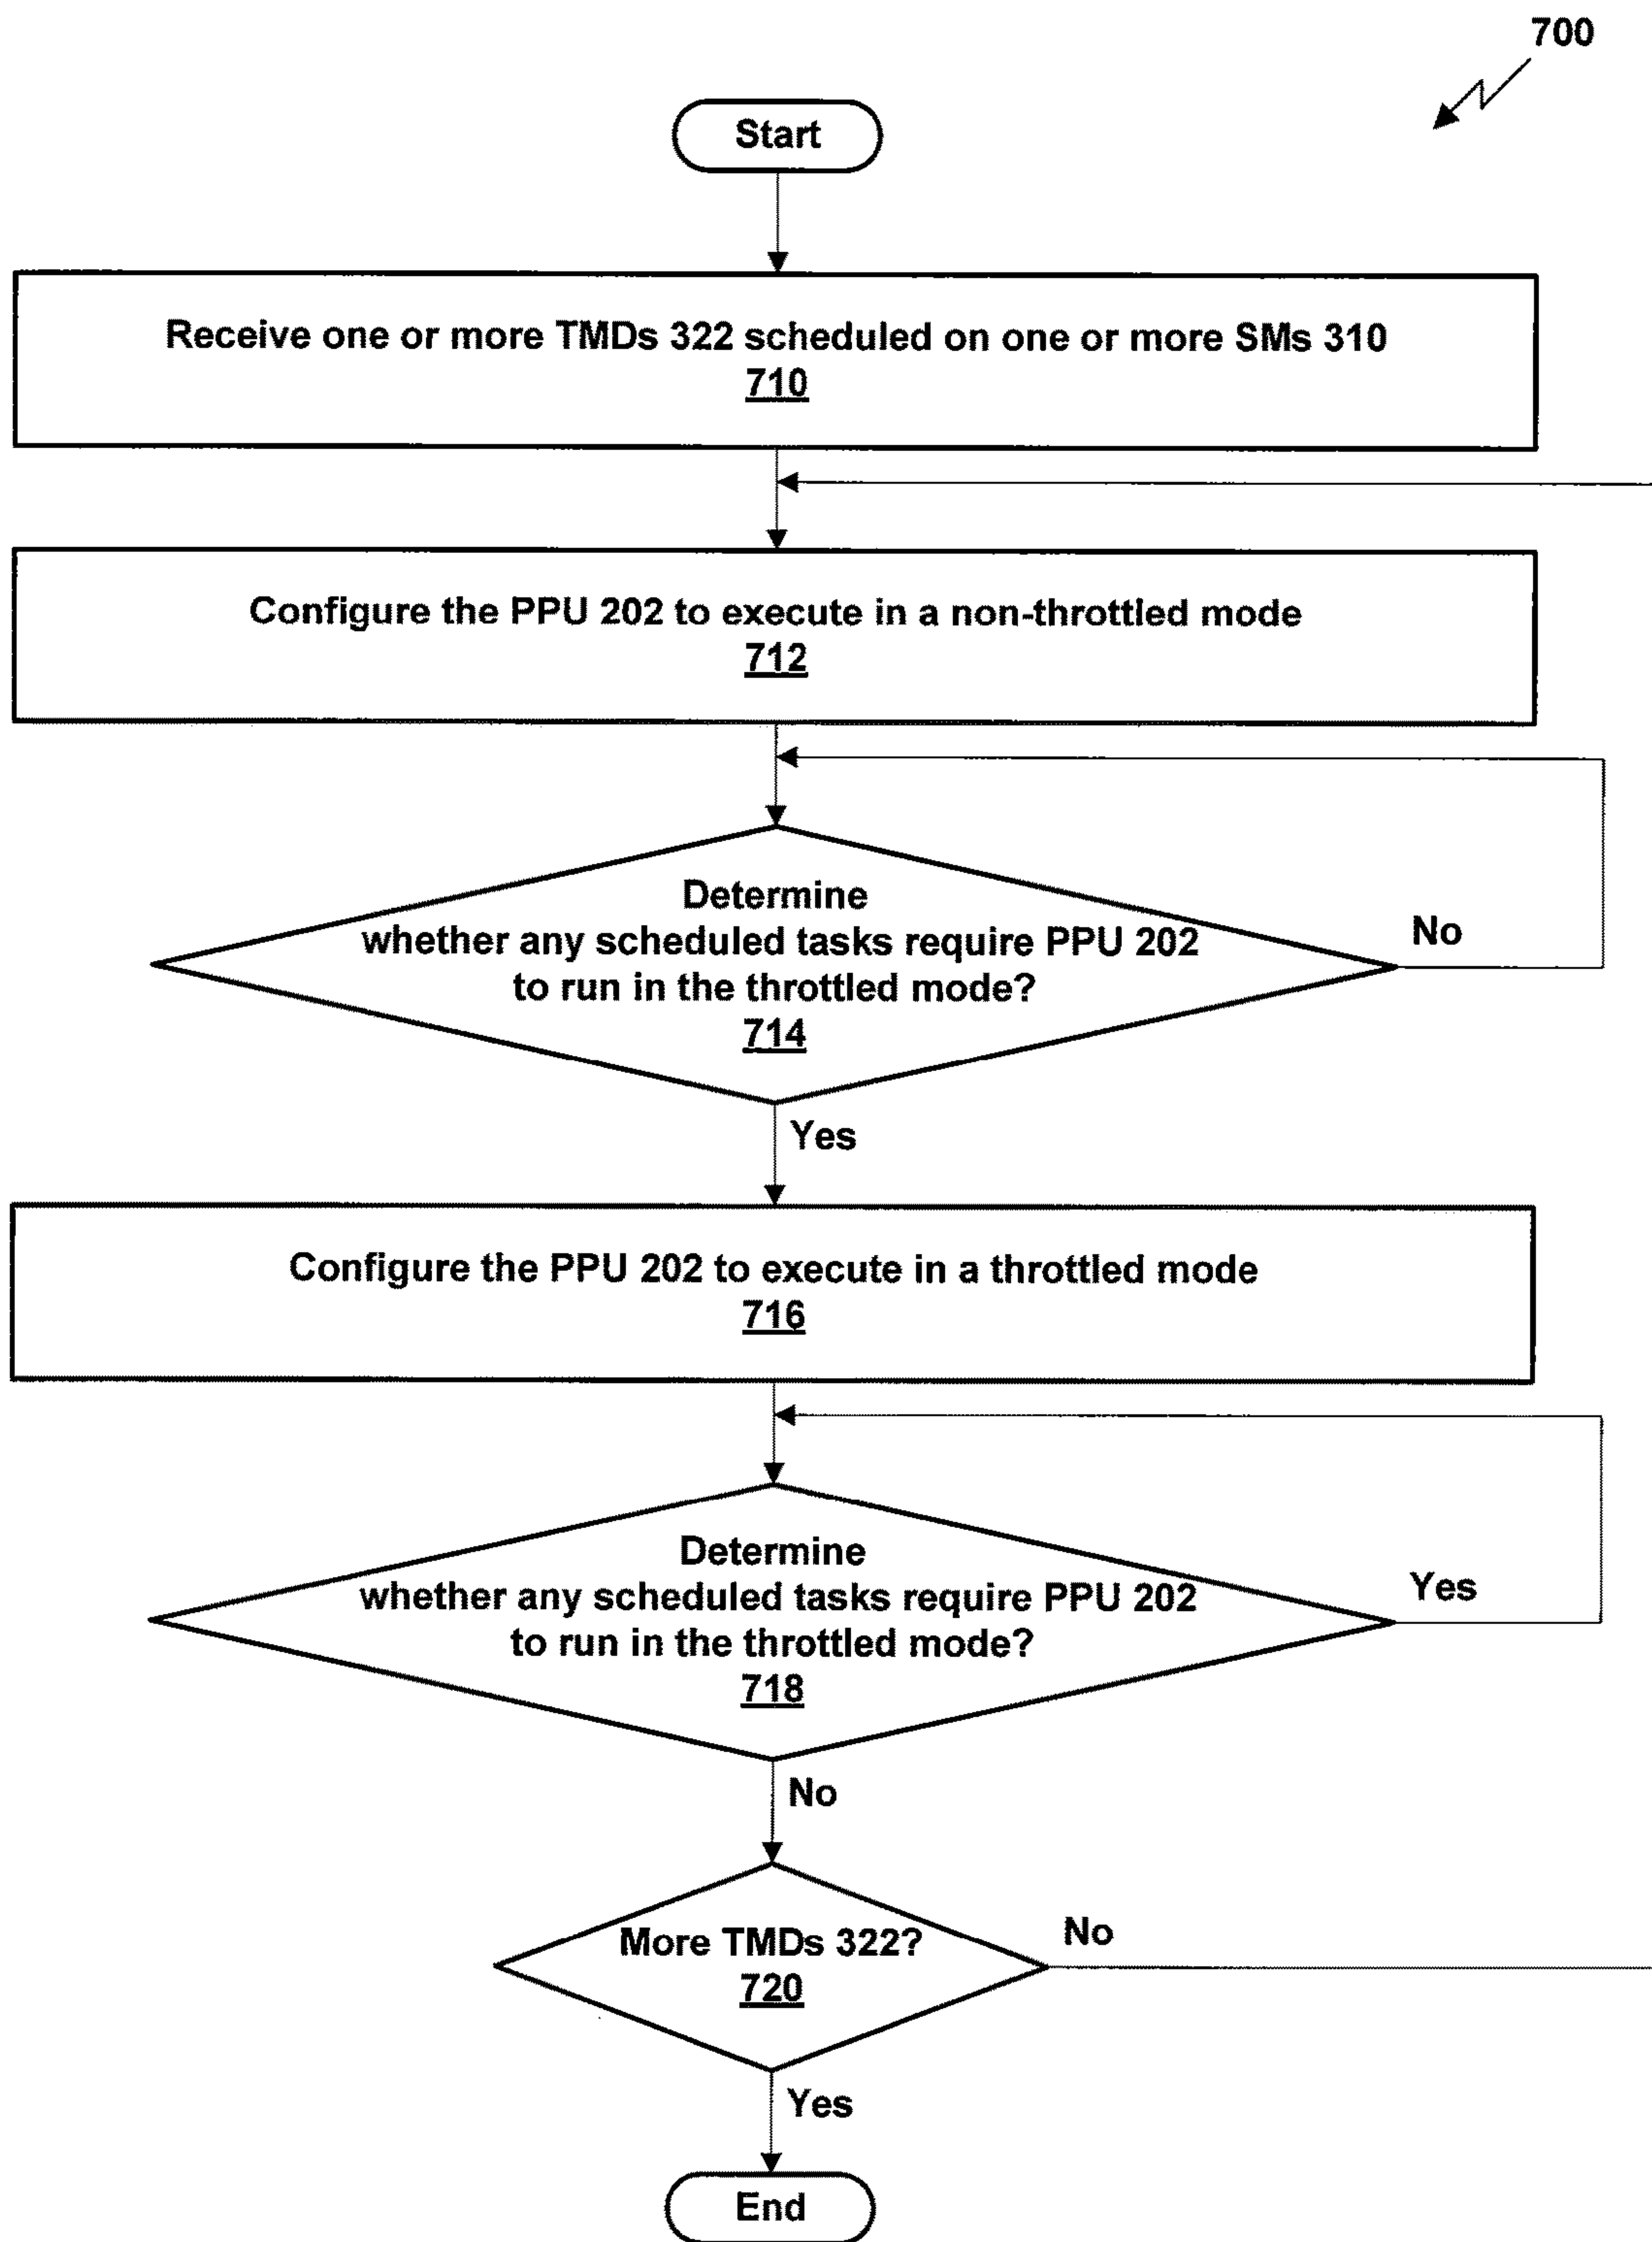 700
Start
Receive one or more TMDs 322 scheduled on one or more SMs 310
710
Configure the PPU 202 to execute in a non-throttled mode
712
Determine
whether any scheduled tasks require PPU 202
to run in the throttled mode?
714
No
Yes
Configure the PPU 202 to execute in a throttled mode
716
Determine
whether any scheduled tasks require PPU 202
to run in the throttled mode?
718
Yes
No
More TMDs 322?
720
No
Yes
End